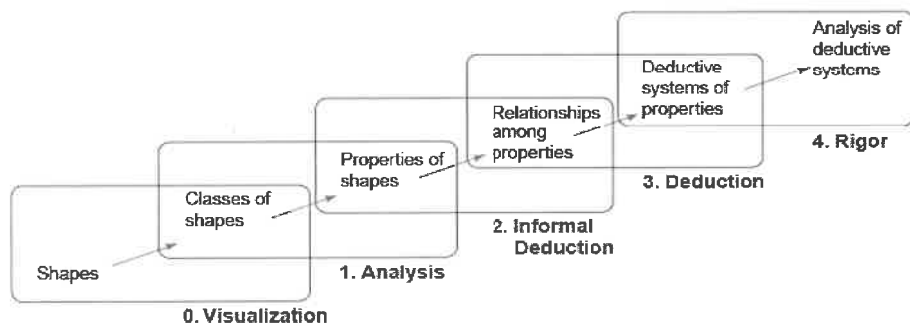 Shapes
0. Visualization
Classes of
shapes
1. Analysis
Properties of
shapes
2. Informal
Deduction
Relationships
among
properties
3. Deduction
Deductive
systems of
properties
4. Rigor
Analysis of
deductive
systems